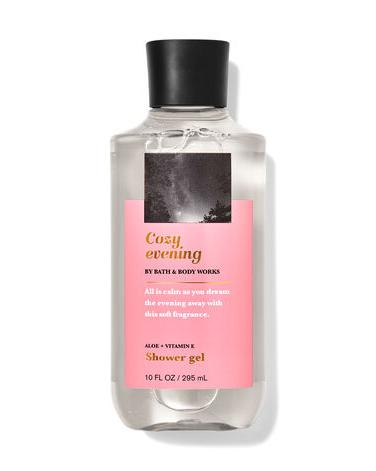 Cozy
evening
BY BATH & BODY WORKS
All is calm as you dream
the evening away with
this soft fragrance.
ALOE + VITAMIN E
Shower gel
10 FL OZ / 295 mL